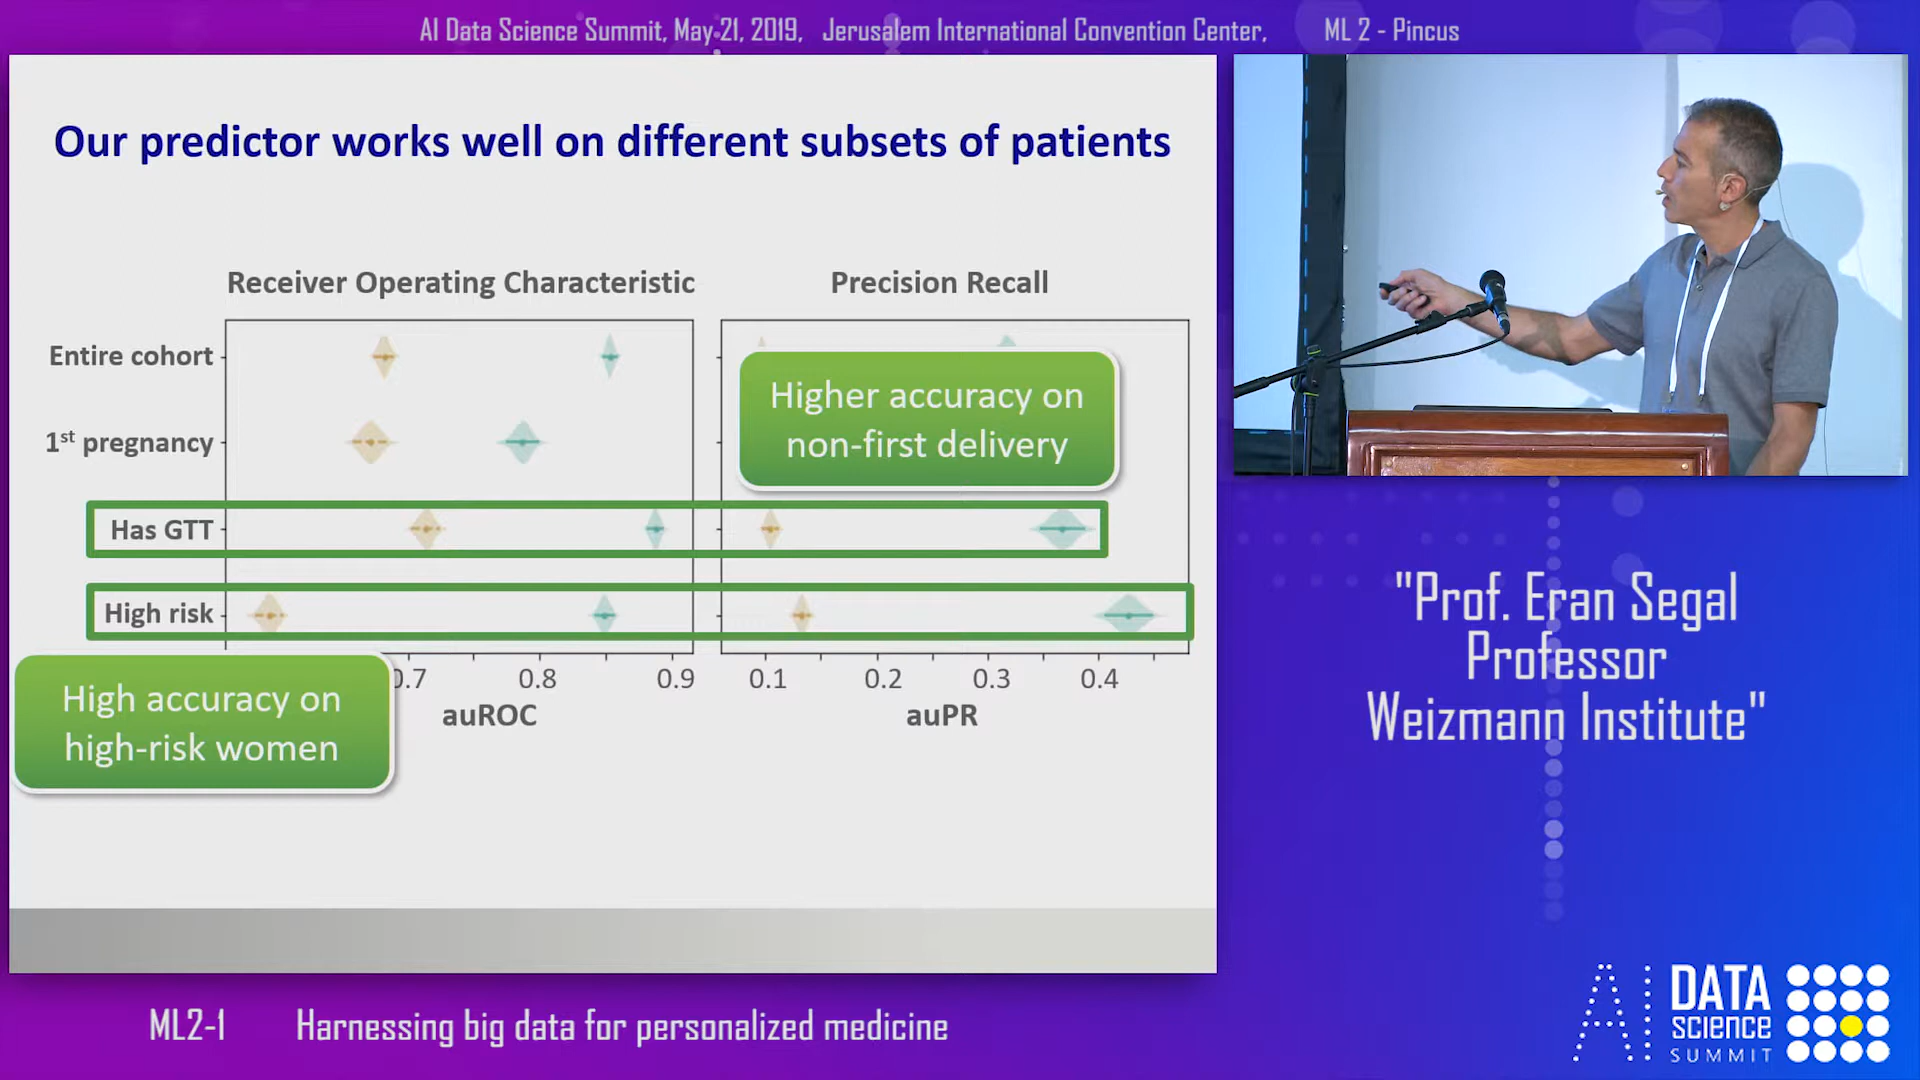 AI Data Science Summit, May 21, 2019, Jerusalem International Convention Center, ML 2 - Pincus
Our predictor works well on different subsets of patients
Receiver Operating Characteristic
Precision Recall
Entire cohort
1st pregnancy
Has GTT
High risk
Higher accuracy on
non-first delivery
High accuracy on
high-risk women
0.7 0.8 0.9
auROC
0.1 0.2 0.3 0.4
auPR
"Prof. Eran Segal
Professor
Weizmann Institute"
ML2-1 Harnessing big data for personalized medicine
AI DATA
SCIENCE
SUMMIT